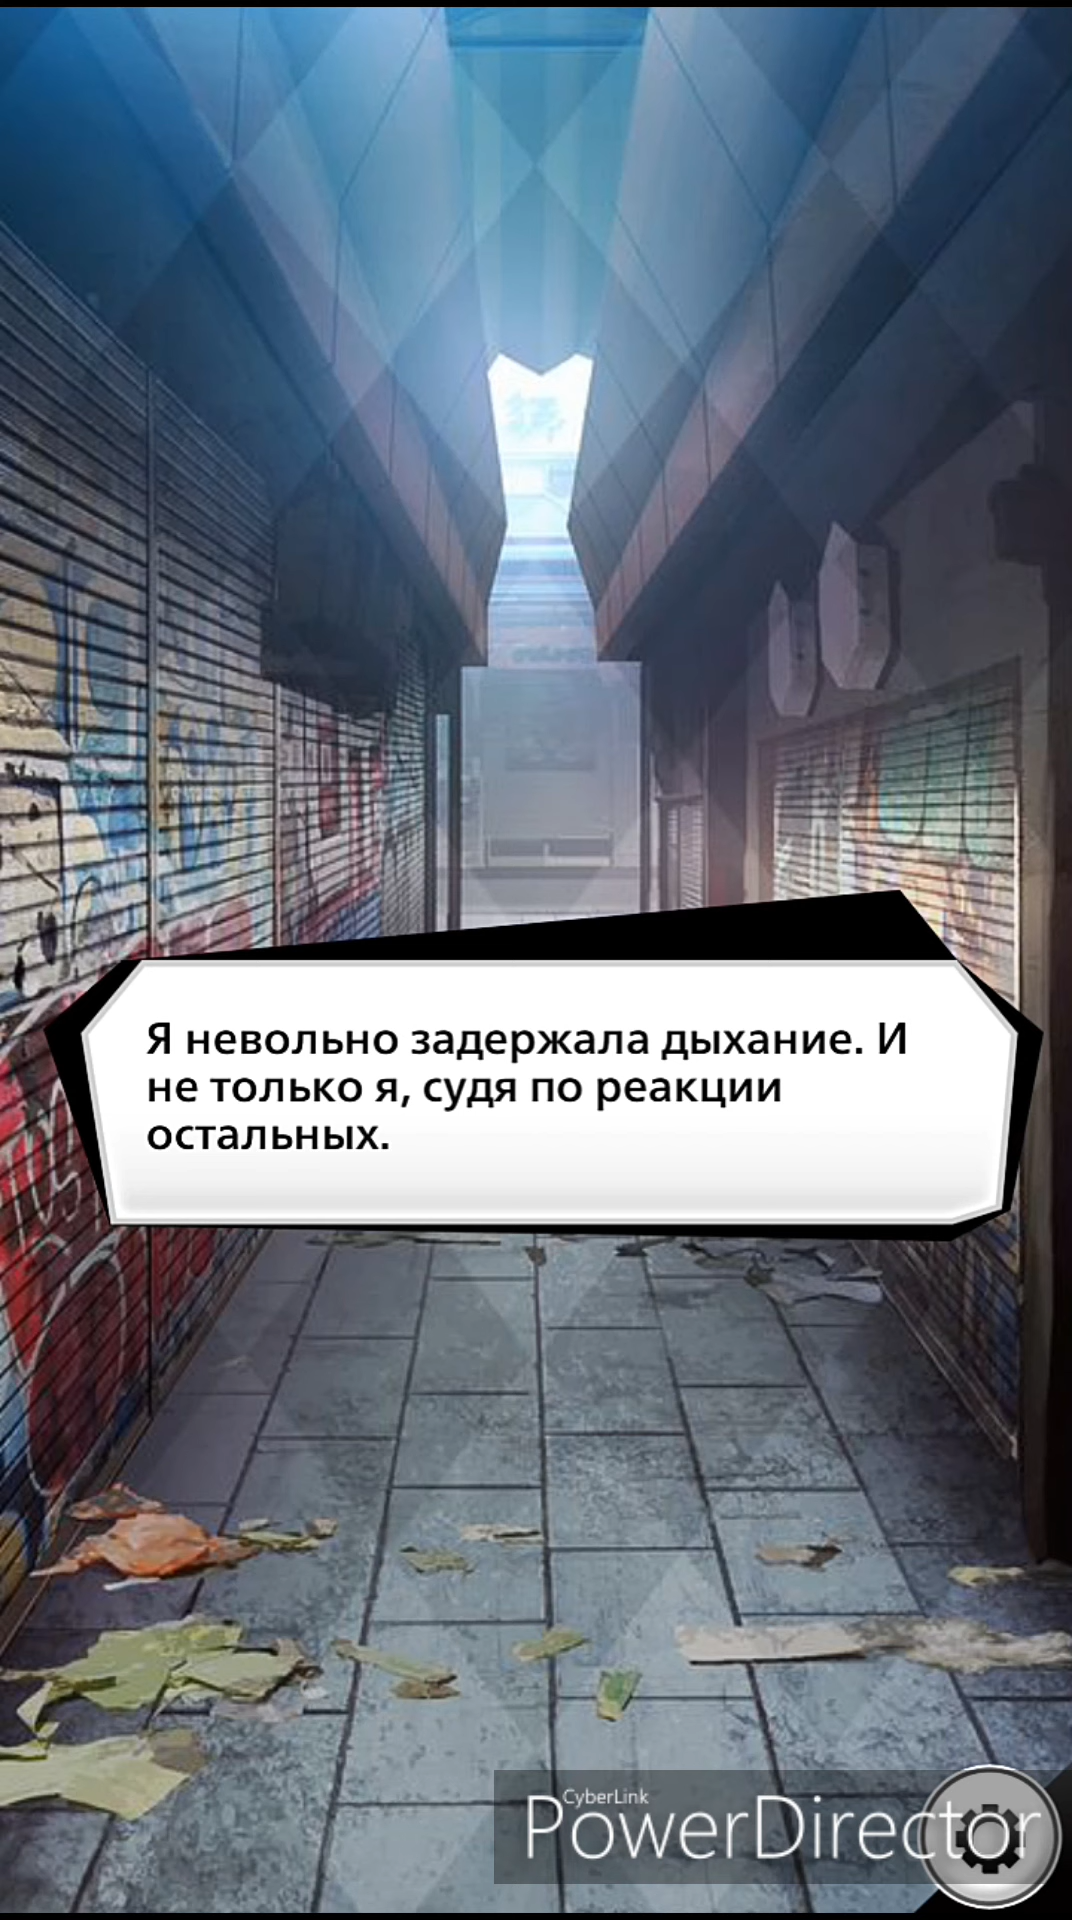 Я невольно задержала дыхание. И
не только я, судя по реакции
остальных.
CyberLink
PowerDirector